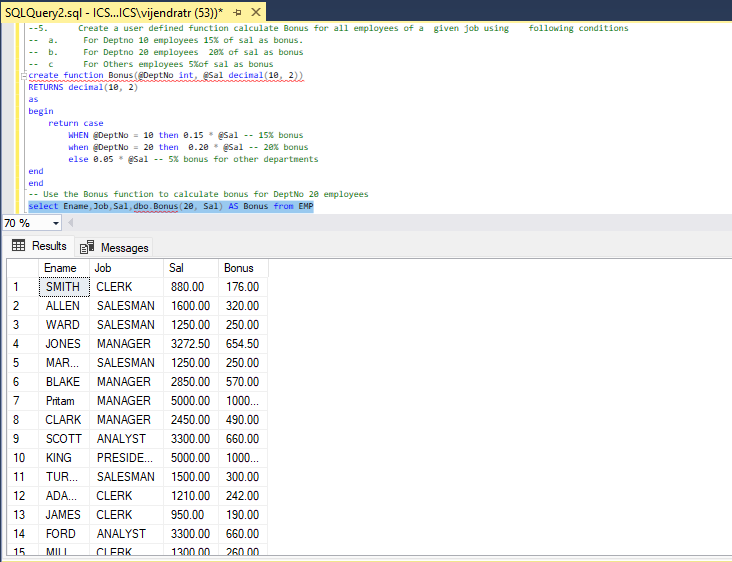 SQLQuery2.sql - ICS...ICS\vijendratr (53))*
--5. Create a user defined function calculate Bonus for all employees of a given job using following conditions
-- a. For Deptno 10 employees 15% of sal as bonus.
-- b. For Deptno 20 employees 20% of sal as bonus
-- c For Others employees 5%of sal as bonus
create function Bonus(@DeptNo int, @Sal decimal(10, 2))
RETURNS decimal(10, 2)
as
begin
return case
WHEN @DeptNo = 10 then 0.15 * @Sal -- 15% bonus
when @DeptNo = 20 then 0.20 * @Sal -- 20% bonus
else 0.05 * @Sal -- 5% bonus for other departments
end
end
-- Use the Bonus function to calculate bonus for DeptNo 20 employees
select Ename,Job,Sal,dbo.Bonus(20, Sal) AS Bonus from EMP
70 %
Results Messages
Ename Job Sal Bonus
1 SMITH CLERK 880.00 176.00
2 ALLEN SALESMAN 1600.00 320.00
3 WARD SALESMAN 1250.00 250.00
4 JONES MANAGER 3272.50 654.50
5 MAR... SALESMAN 1250.00 250.00
6 BLAKE MANAGER 2850.00 570.00
7 Pritam MANAGER 5000.00 1000...
8 CLARK MANAGER 2450.00 490.00
9 SCOTT ANALYST 3300.00 660.00
10 KING PRESIDE... 5000.00 1000...
11 TUR... SALESMAN 1500.00 300.00
12 ADA... CLERK 1210.00 242.00
13 JAMES CLERK 950.00 190.00
14 FORD ANALYST 3300.00 660.00
15 MILL CLERK 1300.00 260.00